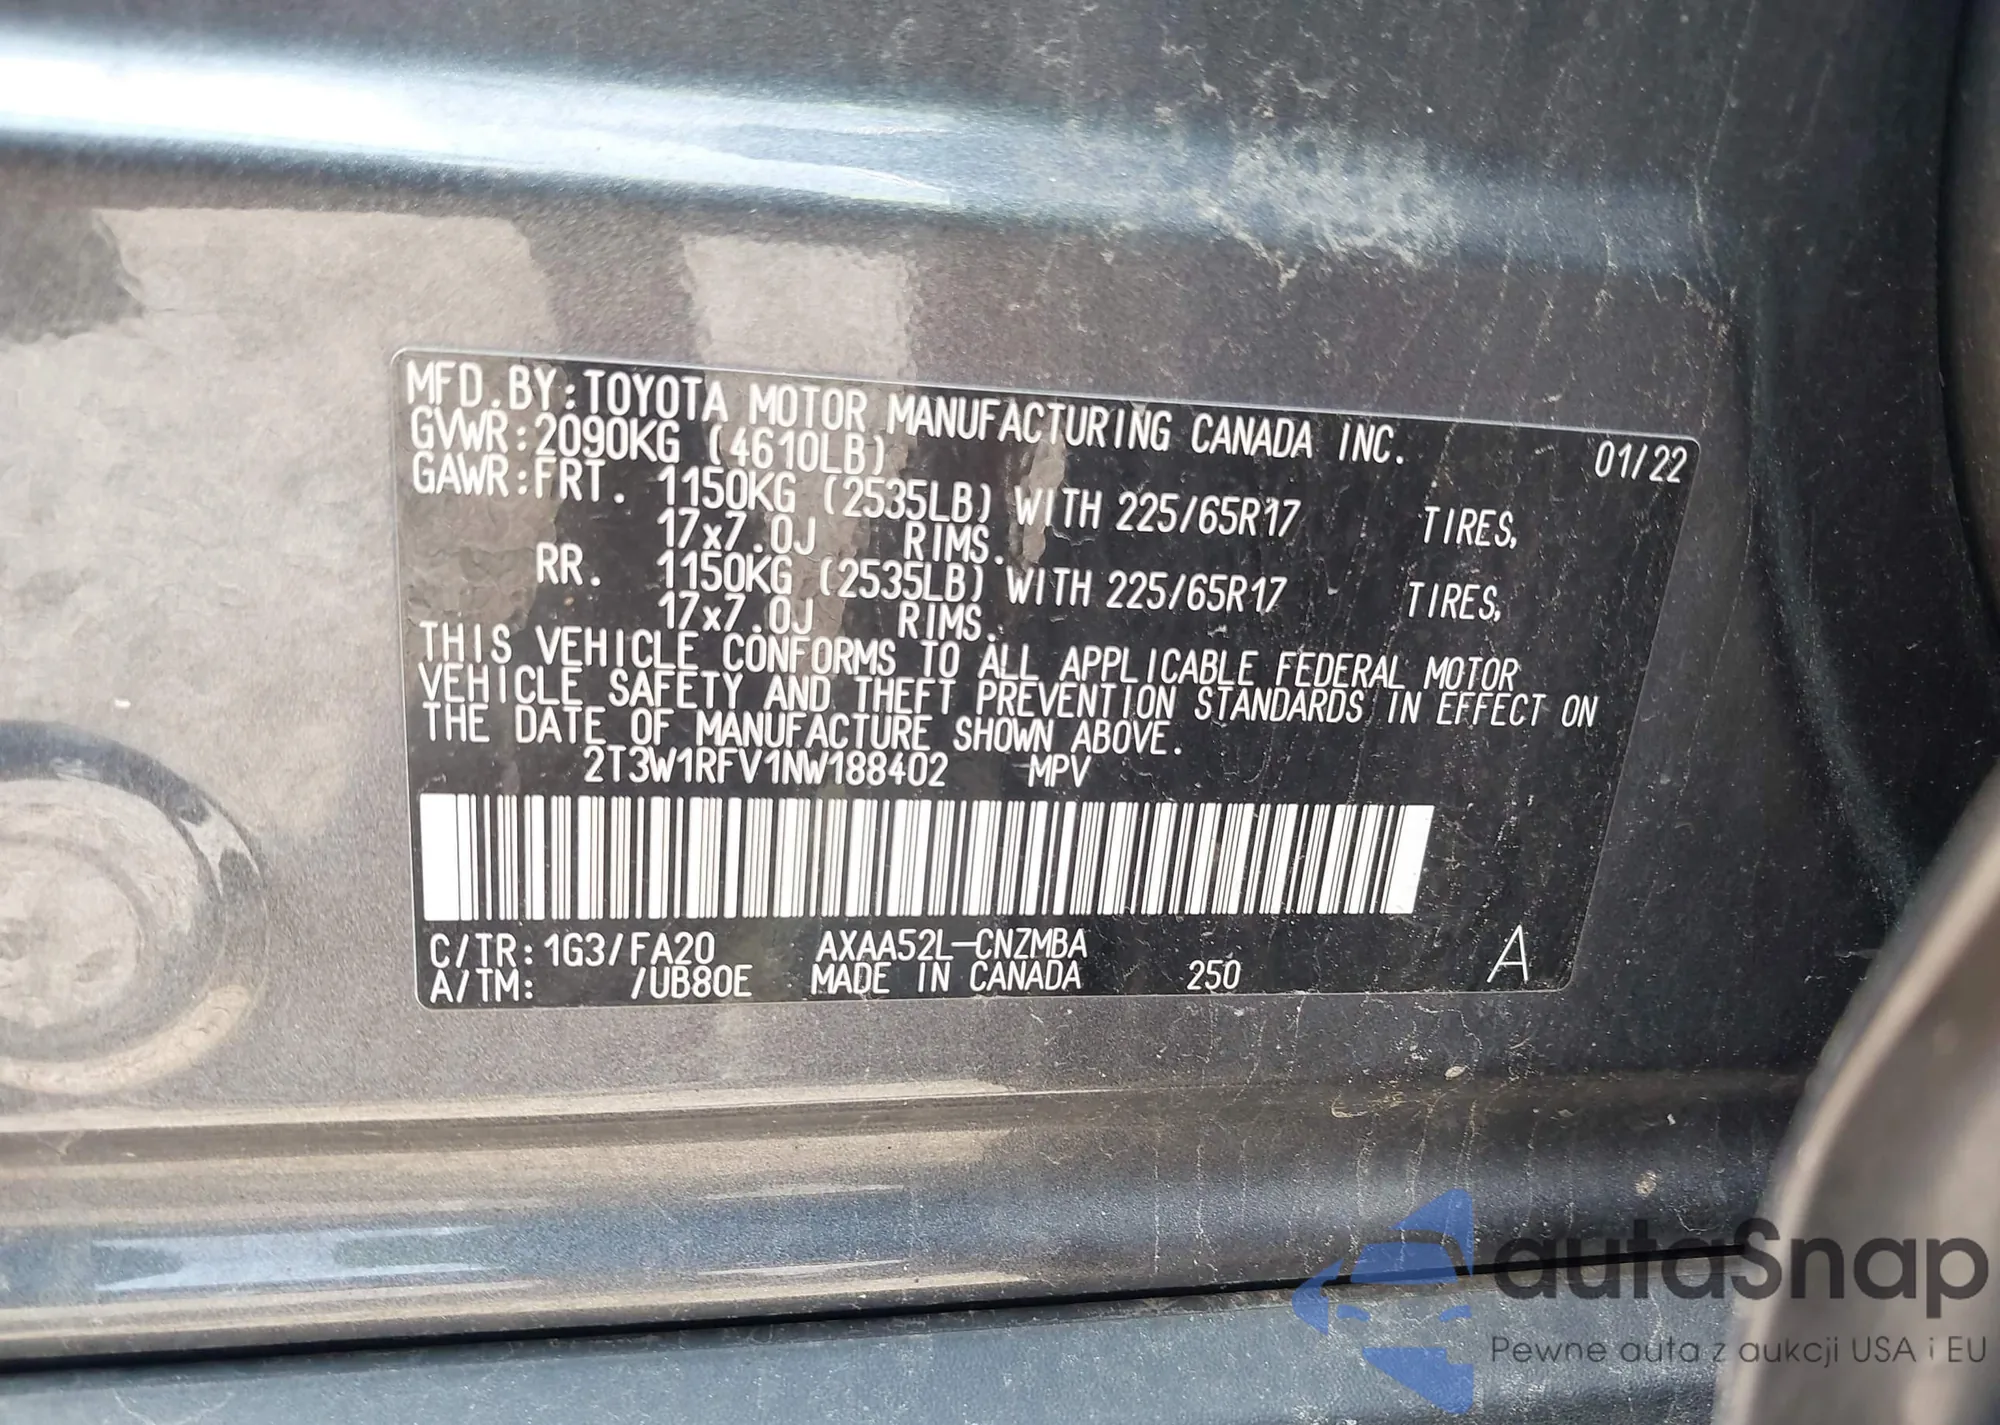 MFD.BY:TOYOTA MOTOR MANUFACTURING CANADA INC. 01/22
GVWR:2090KG (4610LB)
GAWR:FRT. 1150KG (2535LB) WITH 225/65R17 TIRES,
17x7.0J RIMS.
RR. 1150KG (2535LB) WITH 225/65R17 TIRES,
17x7.0J RIMS.
THIS VEHICLE CONFORMS TO ALL APPLICABLE FEDERAL MOTOR
VEHICLE SAFETY AND THEFT PREVENTION STANDARDS IN EFFECT ON
THE DATE OF MANUFACTURE SHOWN ABOVE.
2T3W1RFV1NW188402 MPV
C/TR:1G3/FA20 AXAA52L-CNZMBA
A/TM: /UB80E MADE IN CANADA 250 A
autaSnap
Pewne auta z aukcji USA i EU